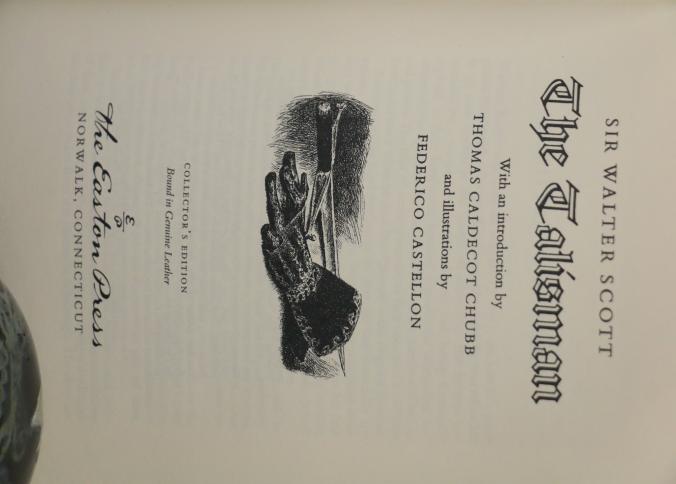 SIR WALTER SCOTT
The Talisman
With an introduction by
THOMAS CALDECOT CHUBB
and illustrations by
FEDERICO CASTELLON
COLLECTOR'S EDITION
Bound in Genuine Leather
E
The Easton Press
NORWALK, CONNECTICUT